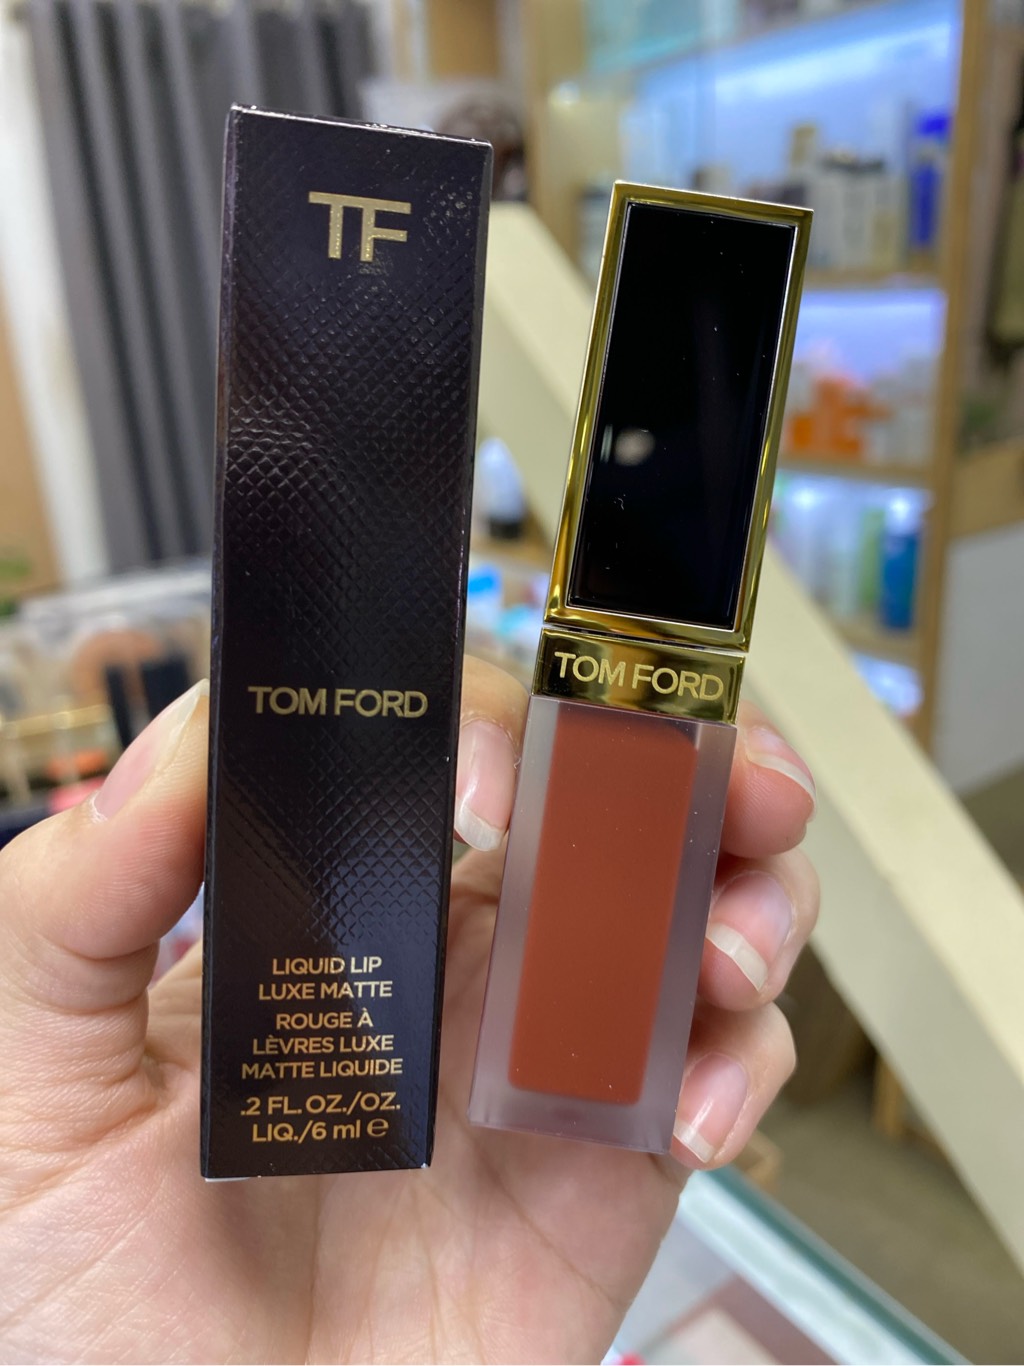 TF
TOM FORD
LIQUID LIP
LUXE MATTE
ROUGE À
LÈVRES LUXE
MATTE LIQUIDE
.2 FL. OZ./OZ.
LIQ./6 ml ℮
TOM FORD